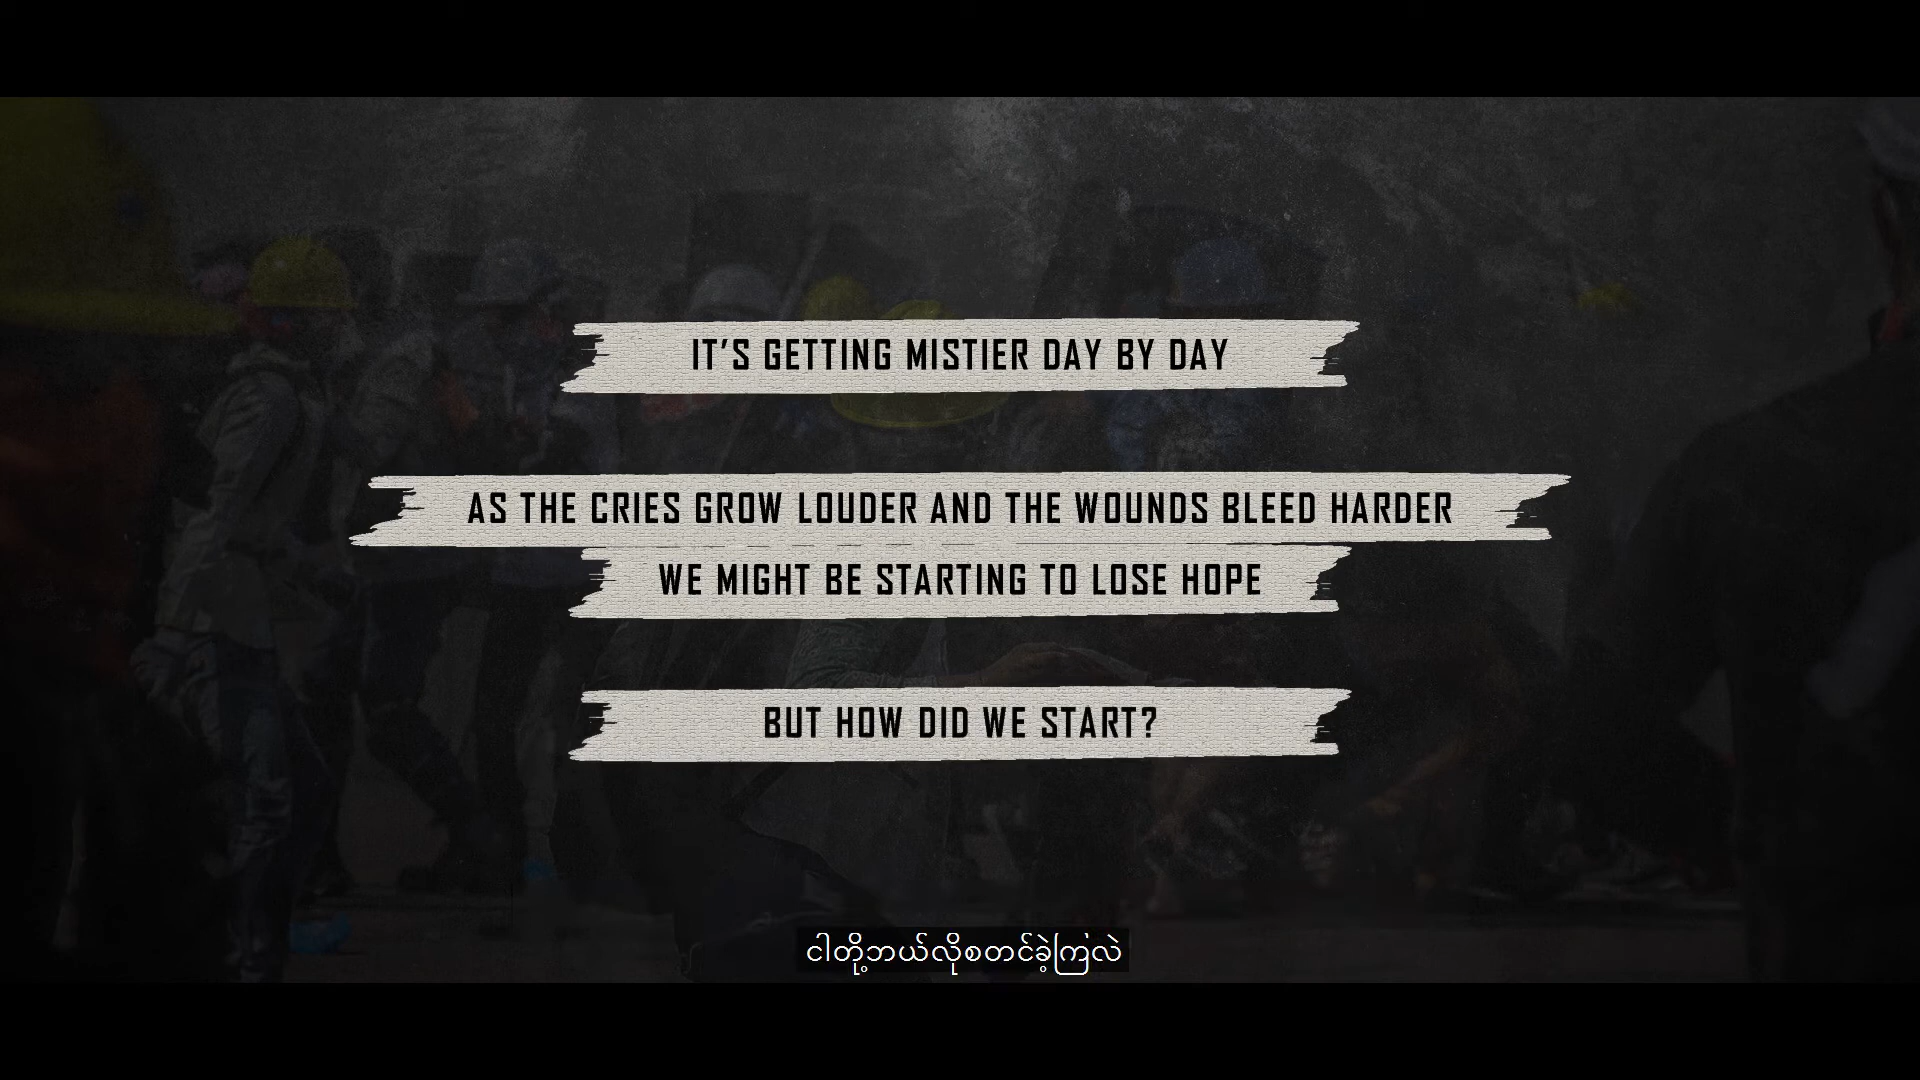 IT'S GETTING MISTIER DAY BY DAY
AS THE CRIES GROW LOUDER AND THE WOUNDS BLEED HARDER
WE MIGHT BE STARTING TO LOSE HOPE
BUT HOW DID WE START?
ငါတို့ဘယ်လိုစတင်ခဲ့ကြလဲ